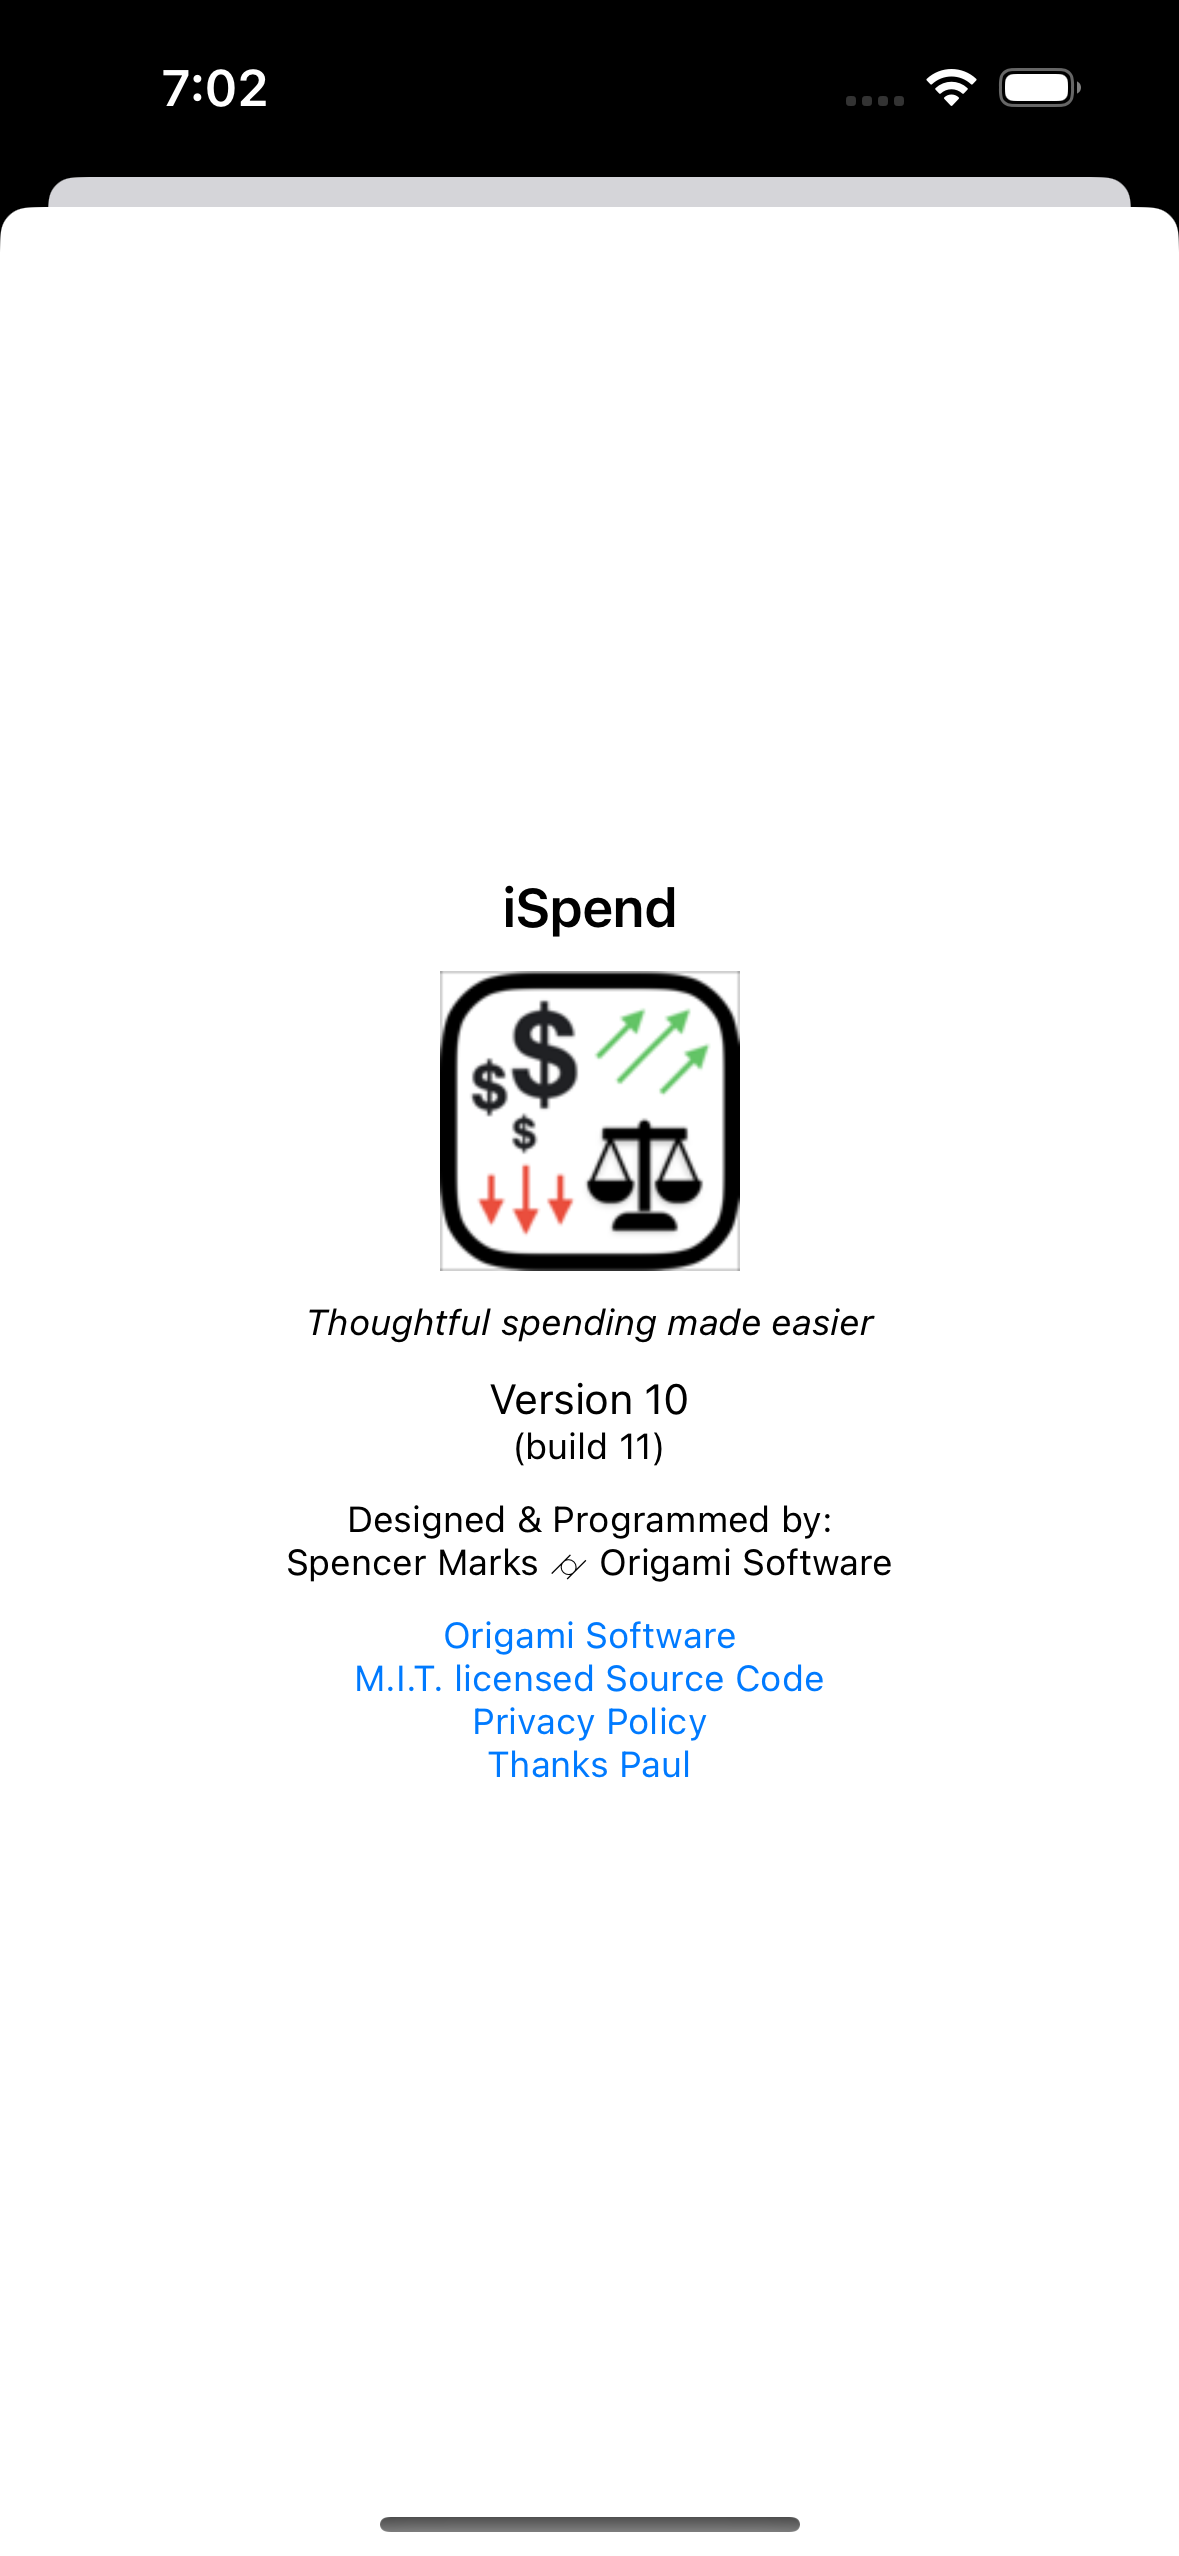 7:02
iSpend
$
$
$
Thoughtful spending made easier
Version 10
(build 11)
Designed & Programmed by:
Spencer Marks Origami Software
Origami Software
M.I.T. licensed Source Code
Privacy Policy
Thanks Paul